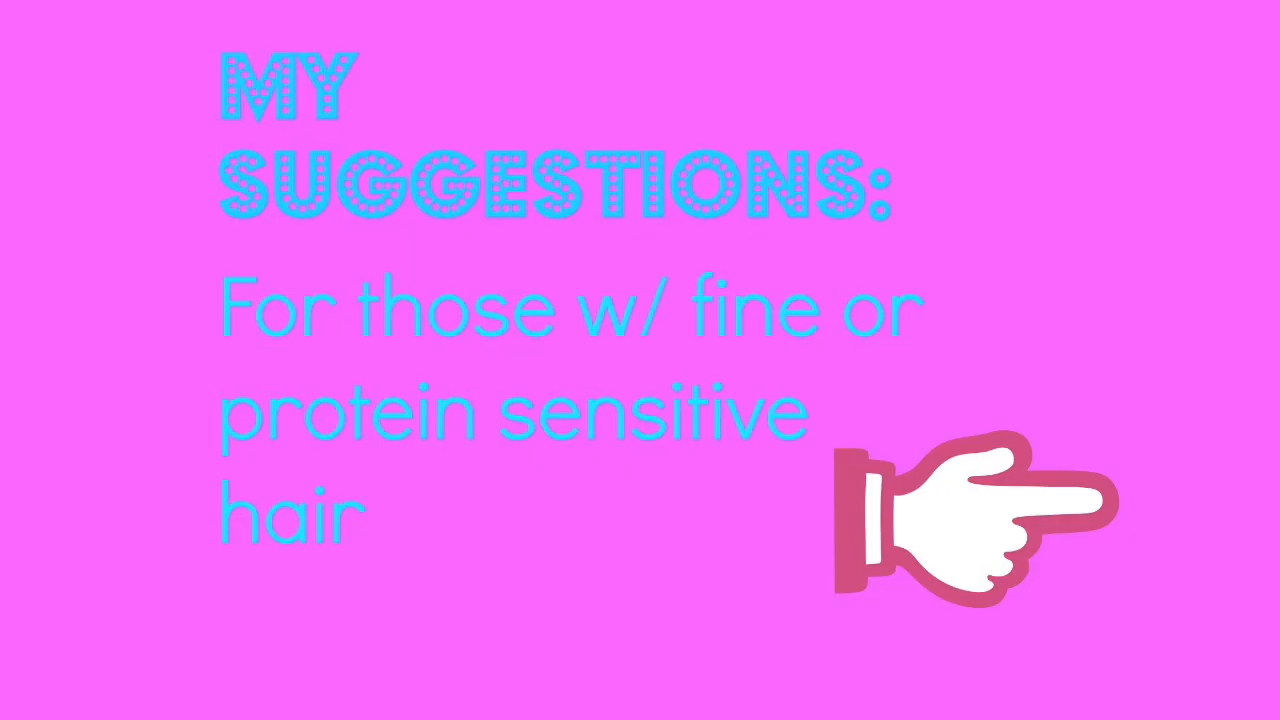 MY
SUGGESTIONS:
For those w/ fine or
protein sensitive
hair